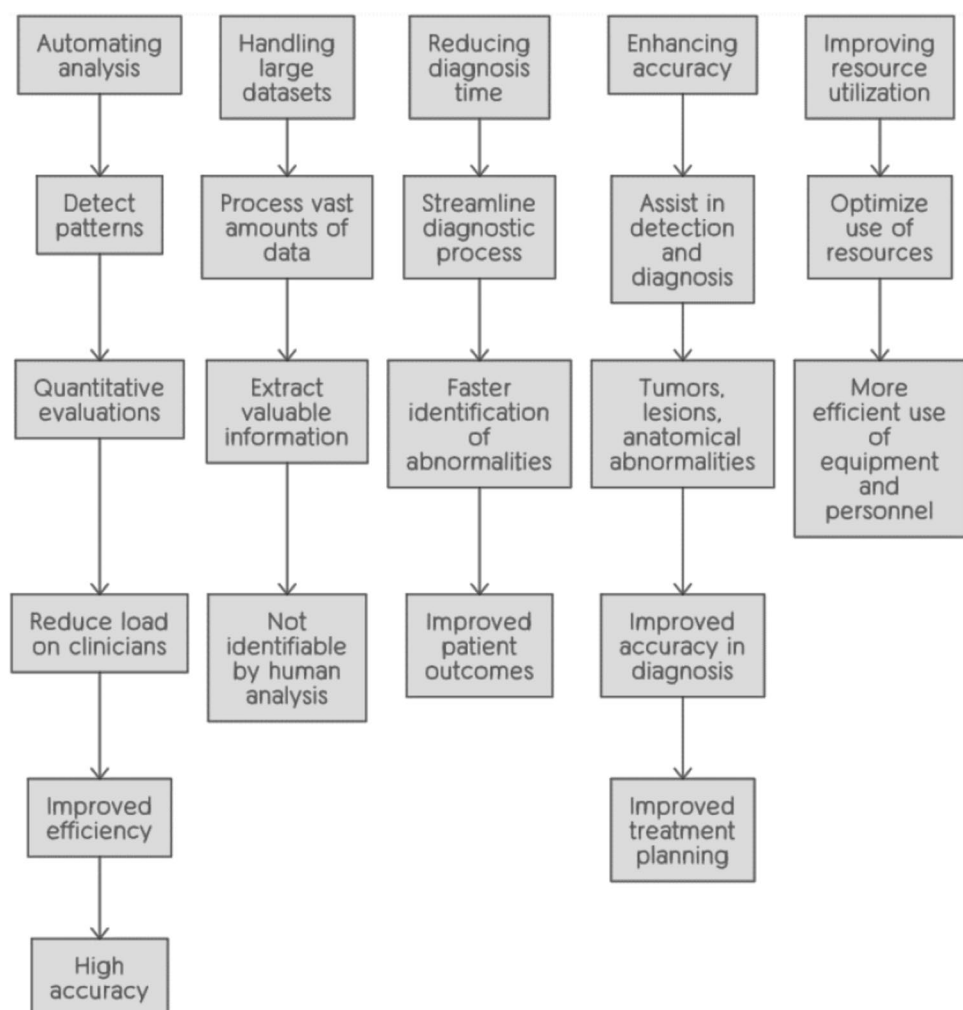 Automating
analysis
Handling
large
datasets
Reducing
diagnosis
time
Enhancing
accuracy
Improving
resource
utilization
Detect
patterns
Process vast
amounts of
data
Streamline
diagnostic
process
Assist in
detection
and
diagnosis
Optimize
use of
resources
Quantitative
evaluations
Extract
valuable
information
Faster
identification
of
abnormalities
Tumors,
lesions,
anatomical
abnormalities
More
efficient use
of
equipment
and
personnel
Reduce load
on clinicians
Not
identifiable
by human
analysis
Improved
patient
outcomes
Improved
accuracy in
diagnosis
Improved
efficiency
Improved
treatment
planning
High
accuracy